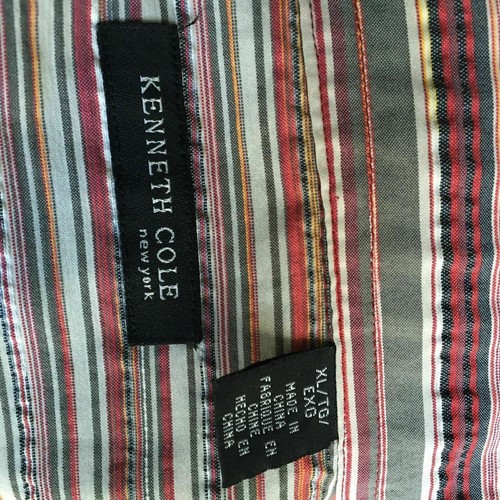 KENNETH COLE
new york
XL/TG/
EXG
MADE IN
CHINA
FABRIQUE EN
CHINE
HECHO EN
CHINA